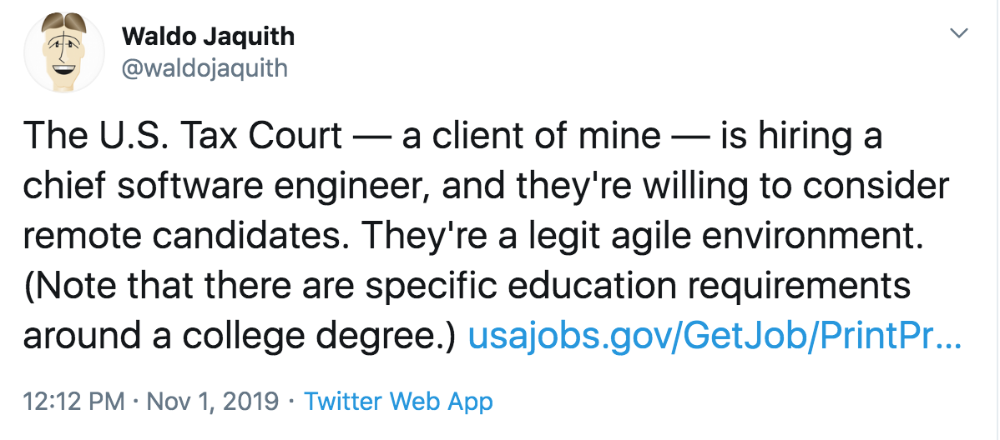 Waldo Jaquith
@waldojaquith
The U.S. Tax Court — a client of mine — is hiring a
chief software engineer, and they're willing to consider
remote candidates. They're a legit agile environment.
(Note that there are specific education requirements
around a college degree.) usajobs.gov/GetJob/PrintPr...
12:12 PM · Nov 1, 2019 · Twitter Web App